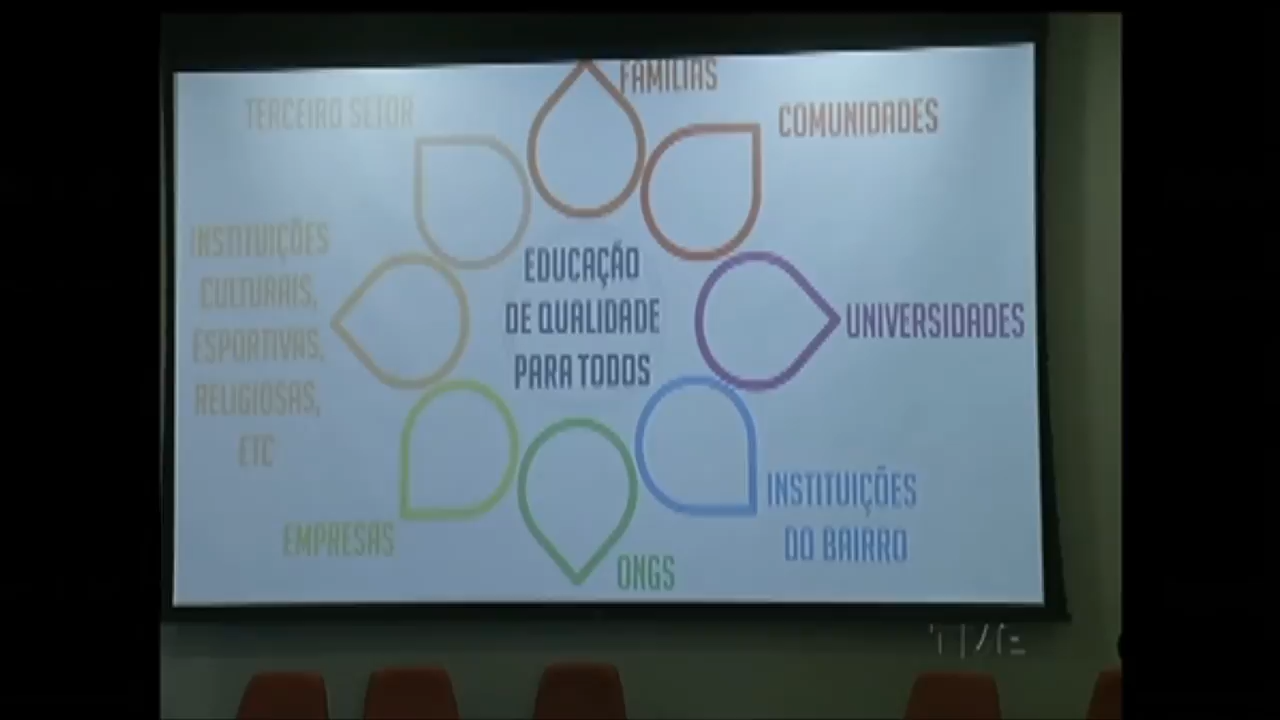 FAMÍLIAS
TERCEIRO SETOR
COMUNIDADES
INSTITUIÇÕES
CULTURAIS,
ESPORTIVAS,
RELIGIOSAS,
ETC
EDUCAÇÃO
DE QUALIDADE
PARA TODOS
UNIVERSIDADES
INSTITUIÇÕES
DO BAIRRO
EMPRESAS
ONGS
TVE